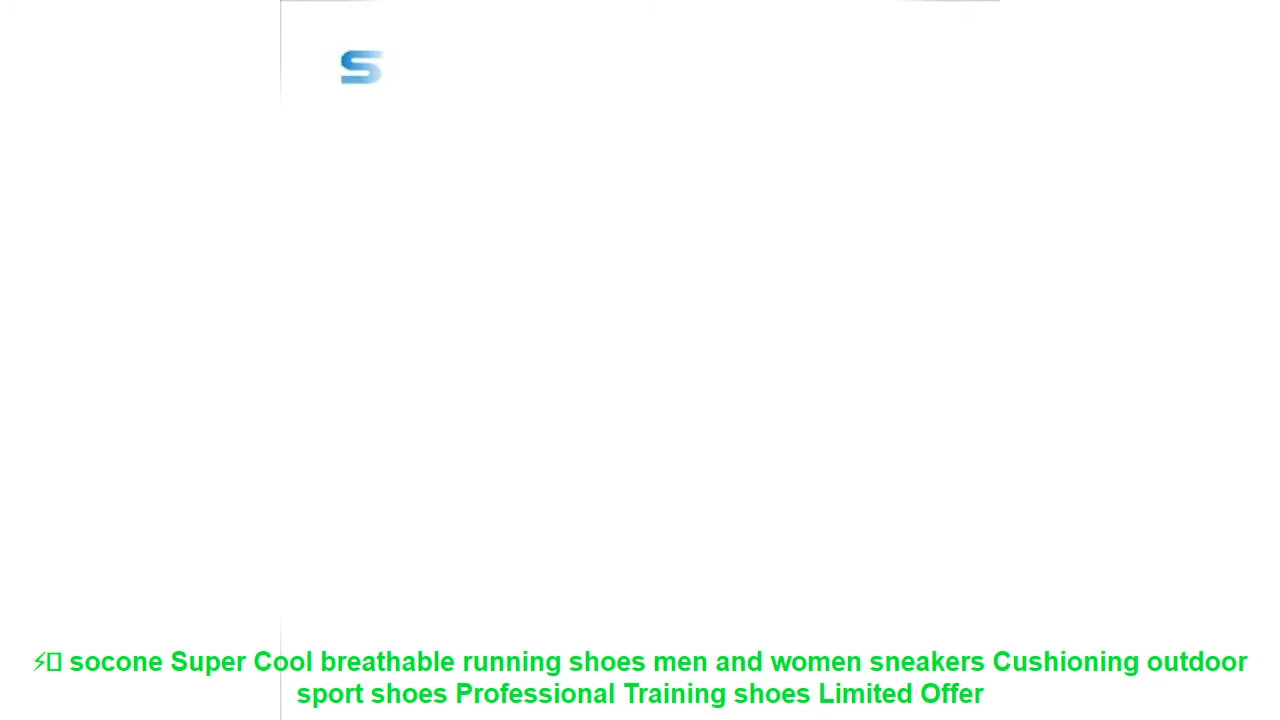 S
⚡ socone Super Cool breathable running shoes men and women sneakers Cushioning outdoor
sport shoes Professional Training shoes Limited Offer